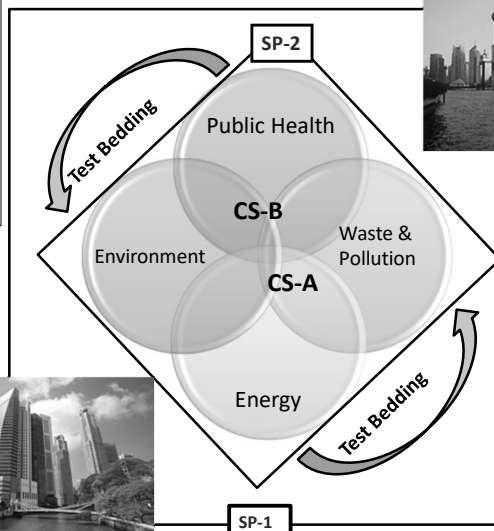 SP-2
Test Bedding
Public Health
CS-B
Environment
Waste &
Pollution
CS-A
Energy
Test Bedding
SP-1